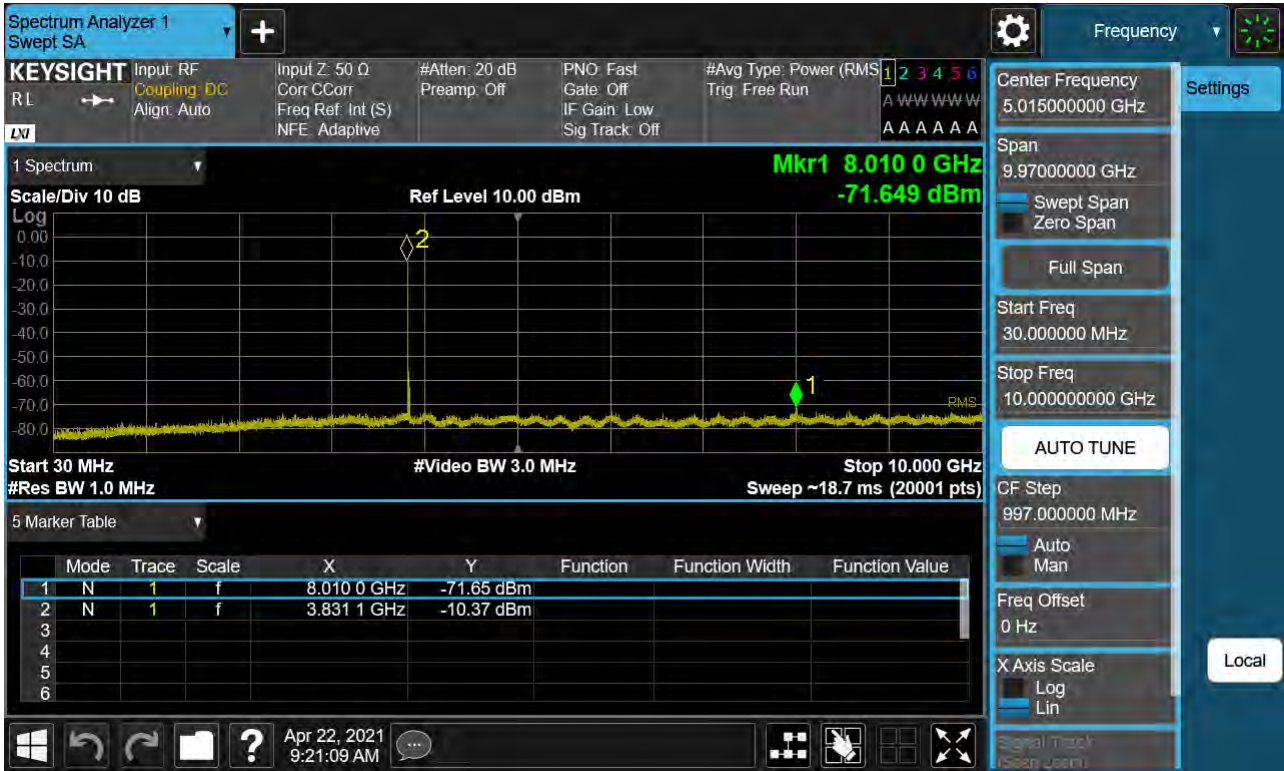 Spectrum Analyzer 1
Swept SA
Frequency
KEYSIGHT
RL
LXI
Input: RF
Coupling: DC
Align: Auto
Input Z: 50 Ω
Corr CCorr
Freq Ref: Int (S)
NFE: Adaptive
#Atten: 20 dB
Preamp: Off
PNO: Fast
Gate: Off
IF Gain: Low
Sig Track: Off
#Avg Type: Power (RMS
Trig: Free Run
1 2 3 4 5 6
A W W W W W
A A A A A A
1 Spectrum
Scale/Div 10 dB
Ref Level 10.00 dBm
Mkr1 8.010 0 GHz
-71.649 dBm
Log
0.00
-10.0
-20.0
-30.0
-40.0
-50.0
-60.0
-70.0
-80.0
2
1
RMS
Start 30 MHz
#Video BW 3.0 MHz
Stop 10.000 GHz
#Res BW 1.0 MHz
Sweep ~18.7 ms (20001 pts)
5 Marker Table
Mode Trace Scale X Y Function Function Width Function Value
1 N 1 f 8.010 0 GHz -71.65 dBm
2 N 1 f 3.831 1 GHz -10.37 dBm
3
4
5
6
Apr 22, 2021
9:21:09 AM
Center Frequency
5.015000000 GHz
Settings
Span
9.97000000 GHz
Swept Span
Zero Span
Full Span
Start Freq
30.000000 MHz
Stop Freq
10.000000000 GHz
AUTO TUNE
CF Step
997.000000 MHz
Auto
Man
Freq Offset
0 Hz
X Axis Scale
Log
Lin
Local
Signal Track
(Span Zoom)